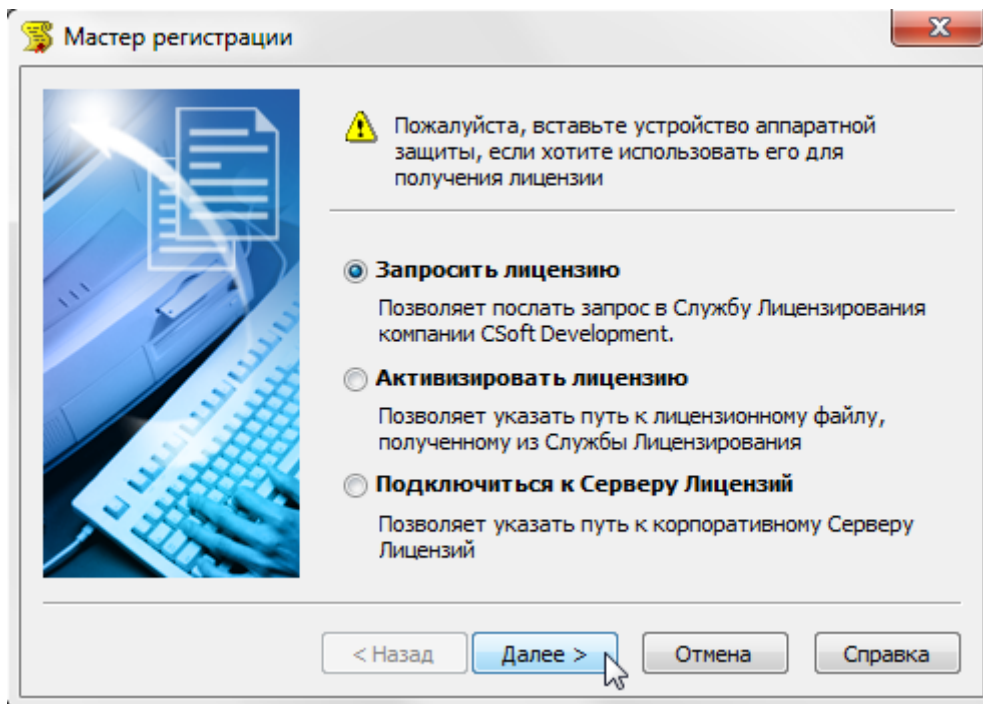 Мастер регистрации
Пожалуйста, вставьте устройство аппаратной
защиты, если хотите использовать его для
получения лицензии
Запросить лицензию
Позволяет послать запрос в Службу Лицензирования
компании CSoft Development.
Активизировать лицензию
Позволяет указать путь к лицензионному файлу,
полученному из Службы Лицензирования
Подключиться к Серверу Лицензий
Позволяет указать путь к корпоративному Серверу
Лицензий
< Назад
Далее >
Отмена
Справка